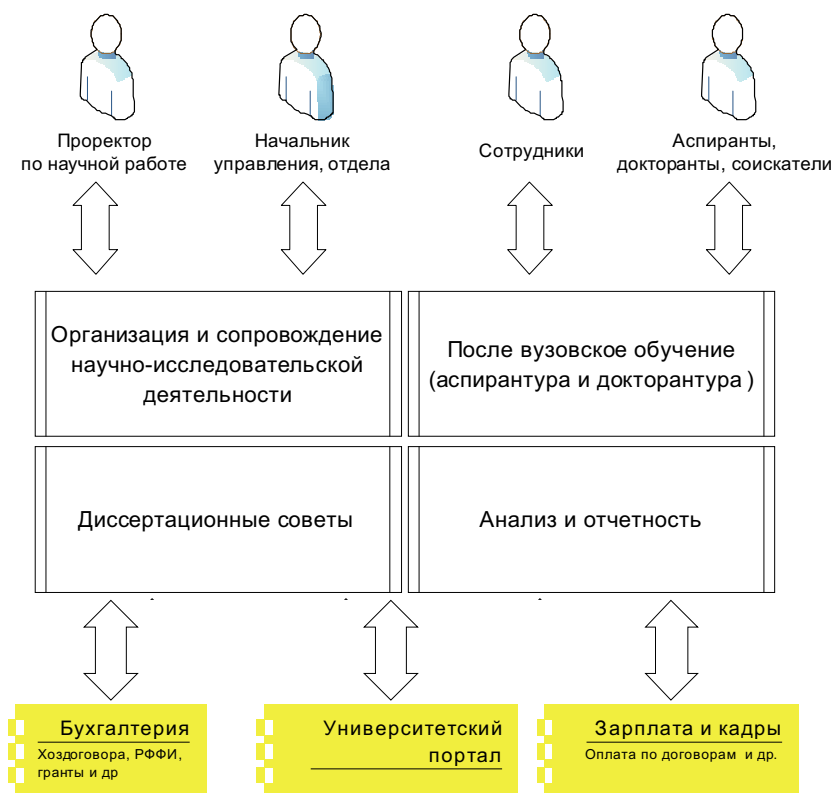 Проректор
по научной работе
Начальник
управления, отдела
Сотрудники
Аспиранты,
докторанты, соискатели
Организация и сопровождение
научно-исследовательской
деятельности
После вузовское обучение
(аспирантура и докторантура )
Диссертационные советы
Анализ и отчетность
Бухгалтерия
Хоздоговора, РФФИ,
гранты и др
Университетский
портал
Зарплата и кадры
Оплата по договорам и др.